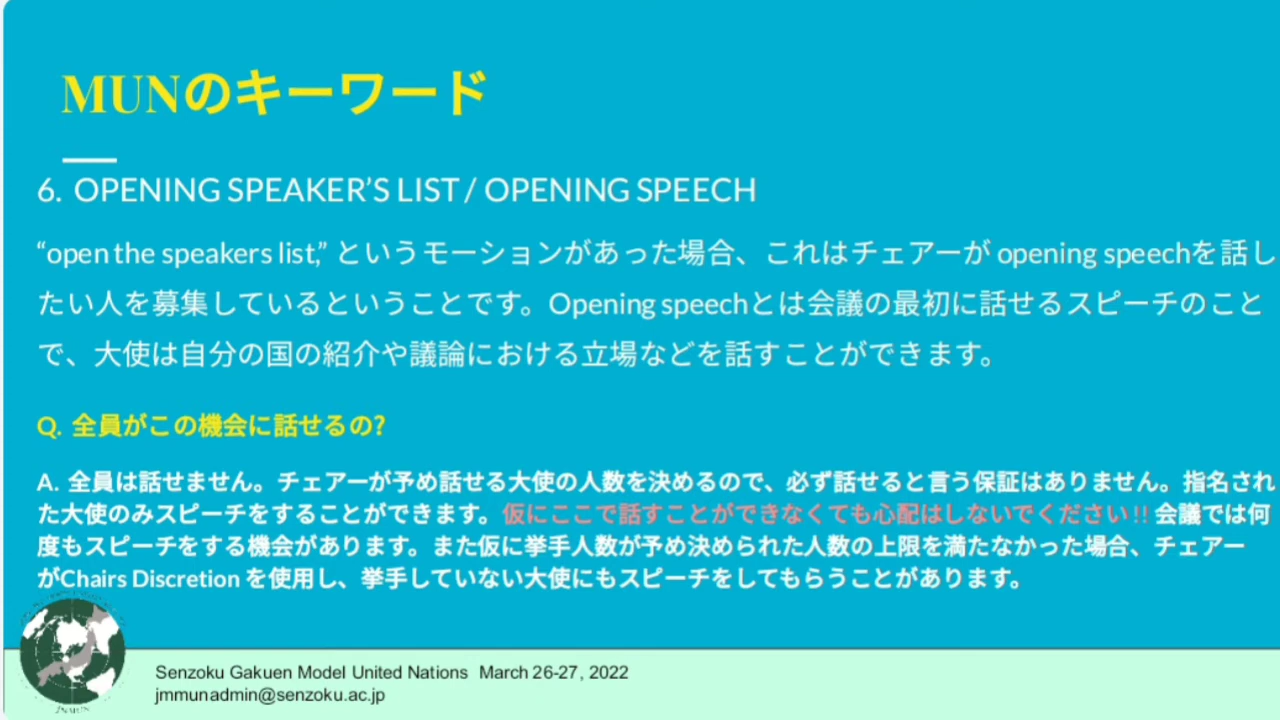 MUNのキーワード
6. OPENING SPEAKER'S LIST / OPENING SPEECH
“open the speakers list,” というモーションがあった場合、これはチェアーが opening speechを話し
たい人を募集しているということです。Opening speechとは会議の最初に話せるスピーチのこと
で、大使は自分の国の紹介や議論における立場などを話すことができます。
Q. 全員がこの機会に話せるの?
A. 全員は話せません。チェアーが予め話せる大使の人数を決めるので、必ず話せると言う保証はありません。指名され
た大使のみスピーチをすることができます。仮にここで話すことができなくても心配はしないでください!! 会議では何
度もスピーチをする機会があります。また仮に挙手人数が予め決められた人数の上限を満たなかった場合、チェアー
がChairs Discretion を使用し、挙手していない大使にもスピーチをしてもらうことがあります。
Senzoku Gakuen Model United Nations March 26-27, 2022
jmmunadmin@senzoku.ac.jp